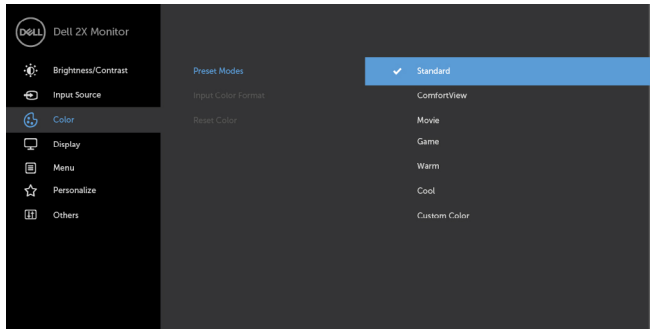 DELL Dell 2X Monitor
Brightness/Contrast
Input Source
Color
Display
Menu
Personalize
Others
Preset Modes
Input Color Format
Reset Color
Standard
ComfortView
Movie
Game
Warm
Cool
Custom Color